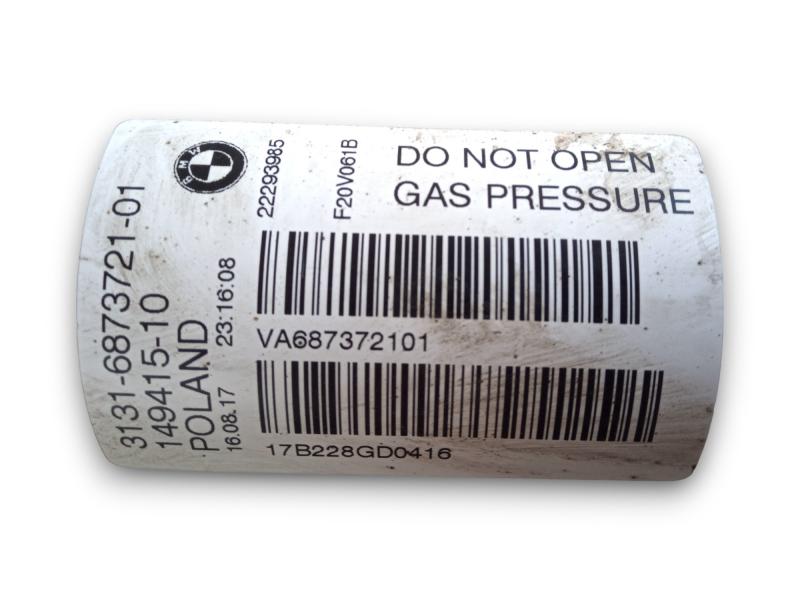 BMW
3131-6873721-01
149415-10
POLAND
16.08.17 23:16:08
22293985
F20V061B
DO NOT OPEN
GAS PRESSURE
VA687372101
17B228GD0416